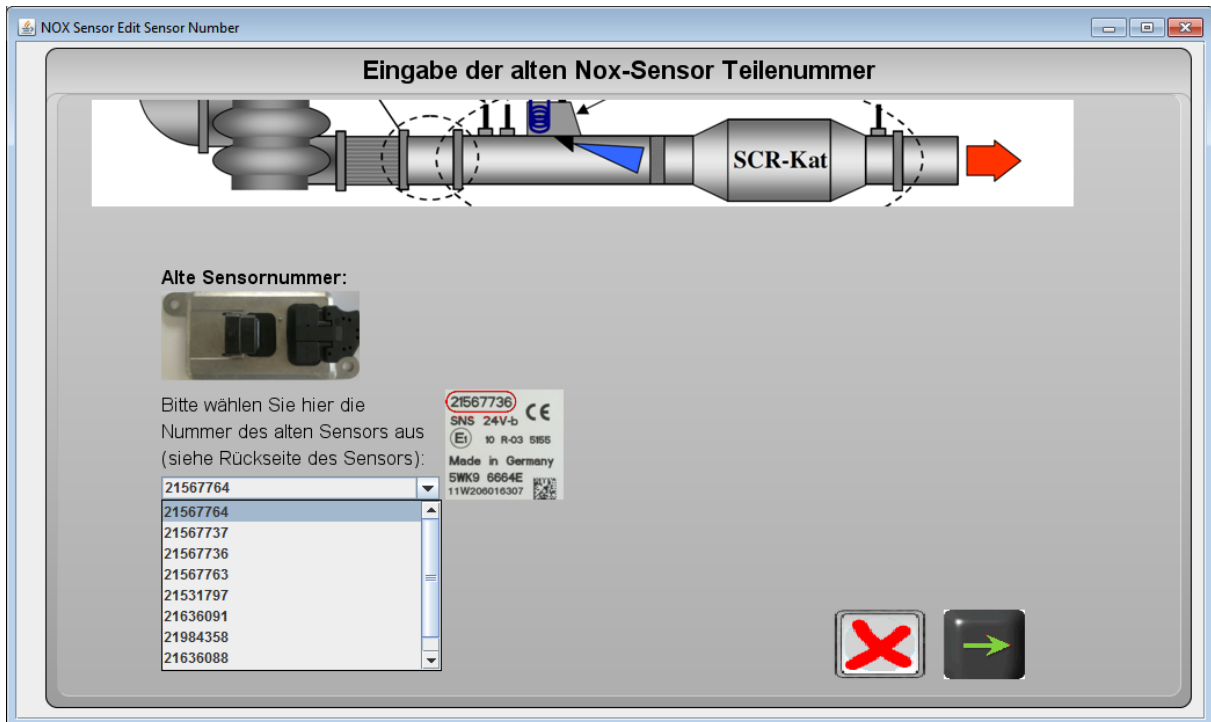 NOX Sensor Edit Sensor Number
Eingabe der alten Nox-Sensor Teilenummer
SCR-Kat
Alte Sensornummer:
Bitte wählen Sie hier die
Nummer des alten Sensors aus
(siehe Rückseite des Sensors):
21567736
SNS 24V-b CE
E1 10 R-03 5155
Made in Germany
5WK9 6664E
11W206016307
21567764
21567764
21567737
21567736
21567763
21531797
21636091
21984358
21636088